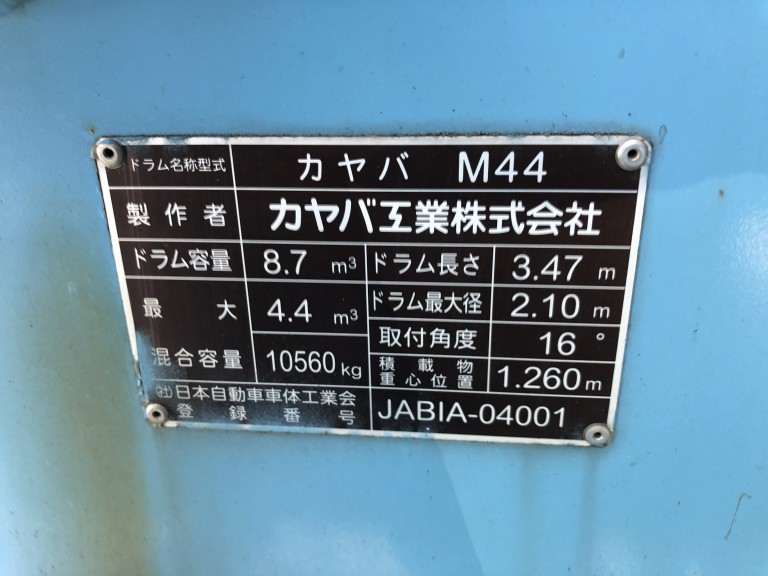 ドラム名称型式 カヤバ M44
製作者 カヤバ工業株式会社
ドラム容量 8.7 m³ ドラム長さ 3.47 m
最大 4.4 m³ ドラム最大径 2.10 m
取付角度 16°
混合容量 10560kg 積載物重心位置 1.260m
(社)日本自動車車体工業会
登録番号 JABIA-04001